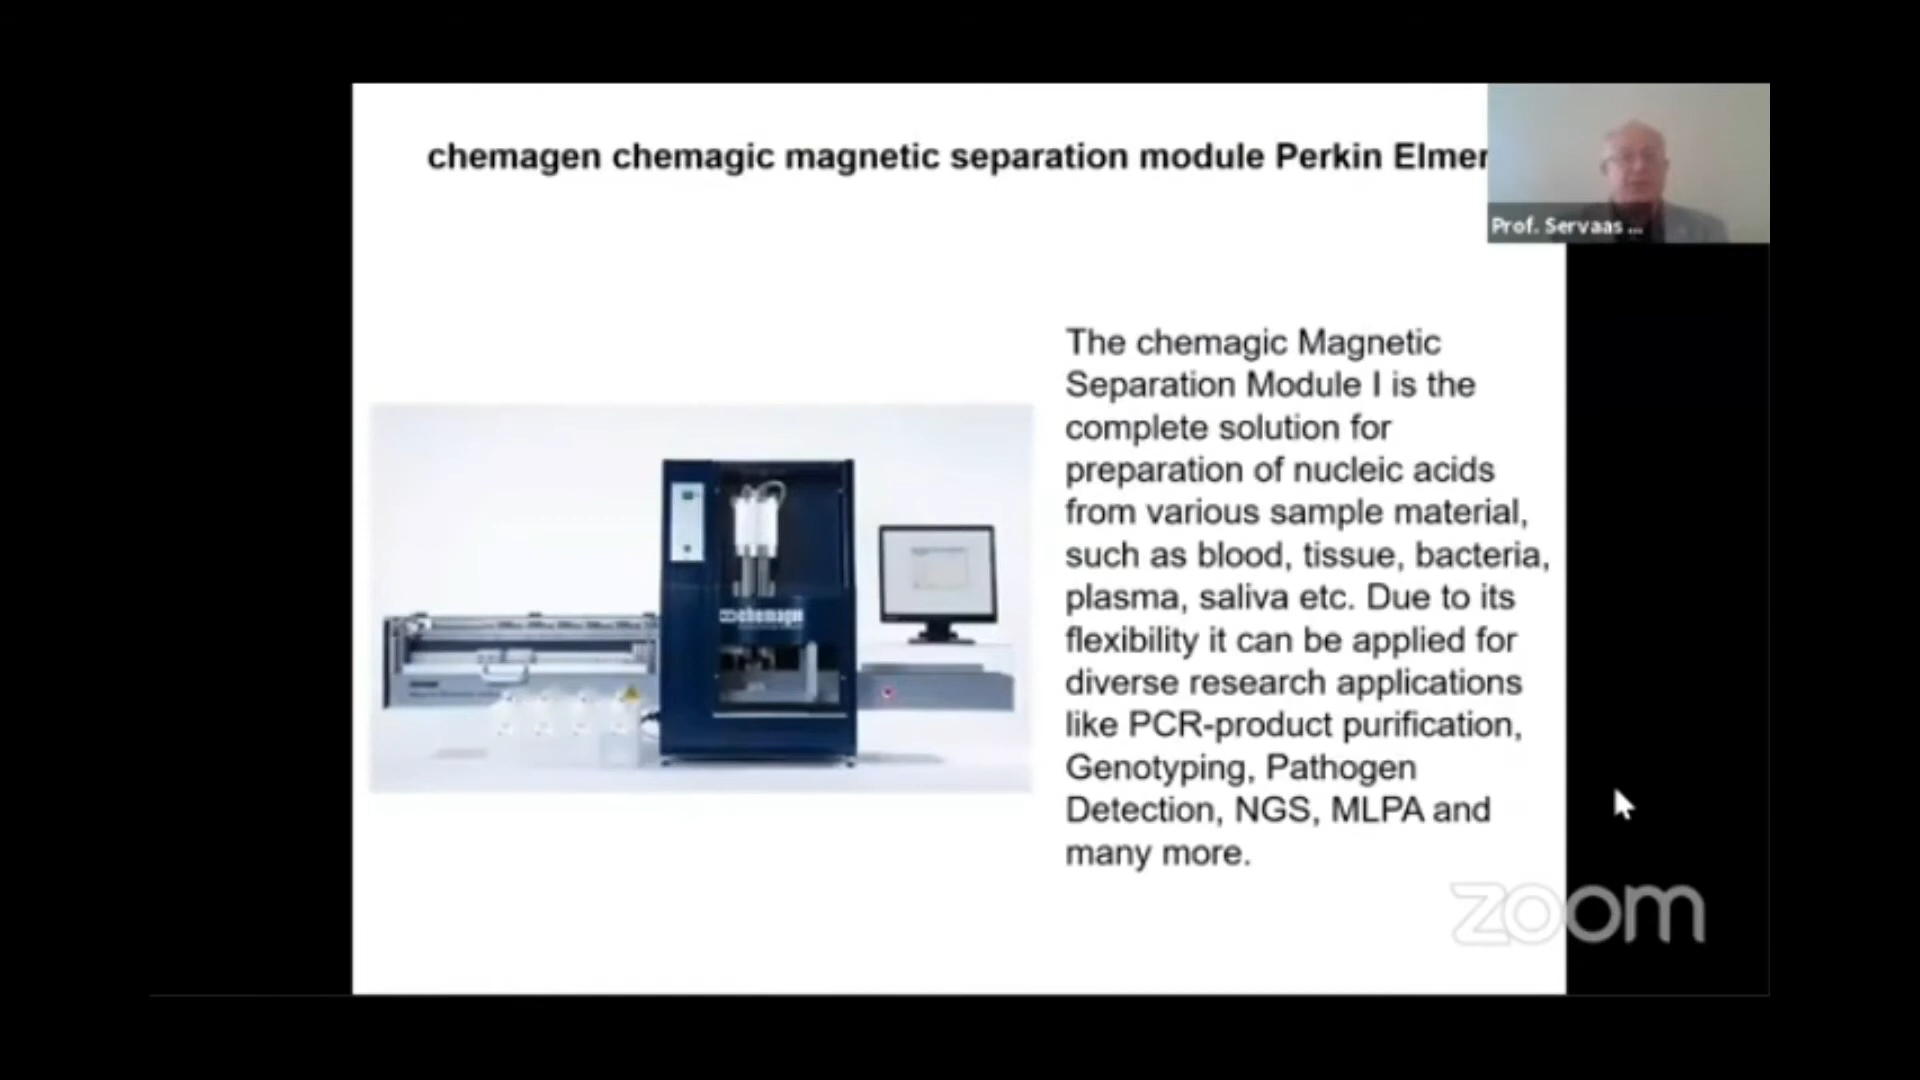 chemagen chemagic magnetic separation module Perkin Elmer
Prof. Servaas ...
The chemagic Magnetic
Separation Module I is the
complete solution for
preparation of nucleic acids
from various sample material,
such as blood, tissue, bacteria,
plasma, saliva etc. Due to its
flexibility it can be applied for
diverse research applications
like PCR-product purification,
Genotyping, Pathogen
Detection, NGS, MLPA and
many more.
chemagen
zoom